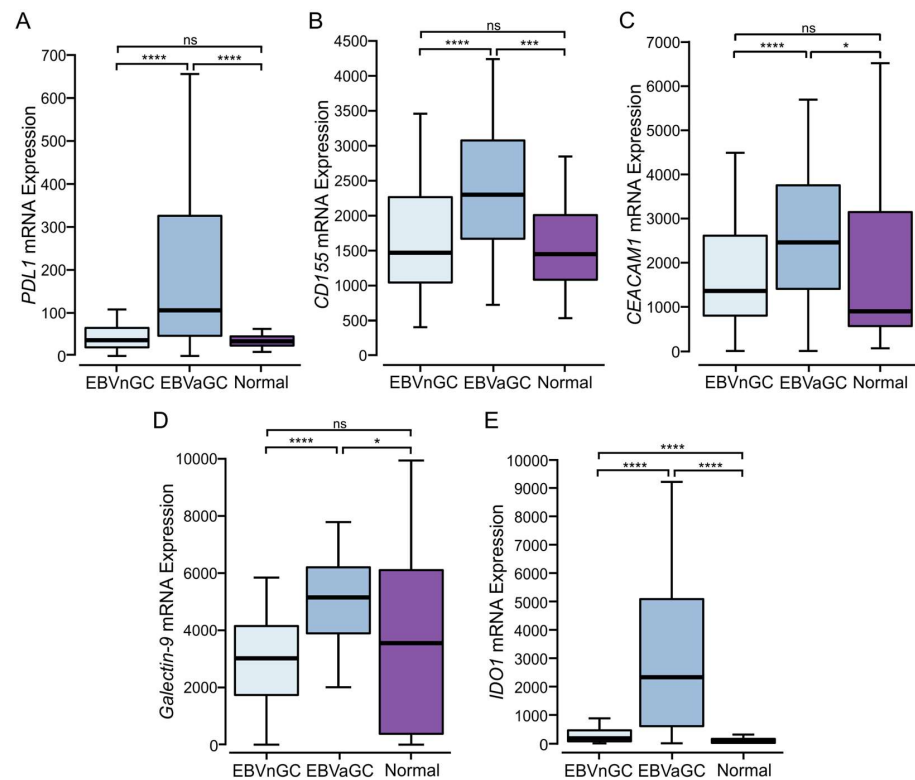 A
ns
**** ****
PDL1 mRNA Expression
700
600
500
400
300
200
100
0
EBVnGC EBVaGC Normal
B
ns
**** ***
CD155 mRNA Expression
4500
4000
3500
3000
2500
2000
1500
1000
500
0
EBVnGC EBVaGC Normal
C
ns
**** *
CEACAM1 mRNA Expression
7000
6000
5000
4000
3000
2000
1000
0
EBVnGC EBVaGC Normal
D
ns
**** *
Galectin-9 mRNA Expression
10000
8000
6000
4000
2000
0
EBVnGC EBVaGC Normal
E
****
**** ****
IDO1 mRNA Expression
10000
9000
8000
7000
6000
5000
4000
3000
2000
1000
0
EBVnGC EBVaGC Normal